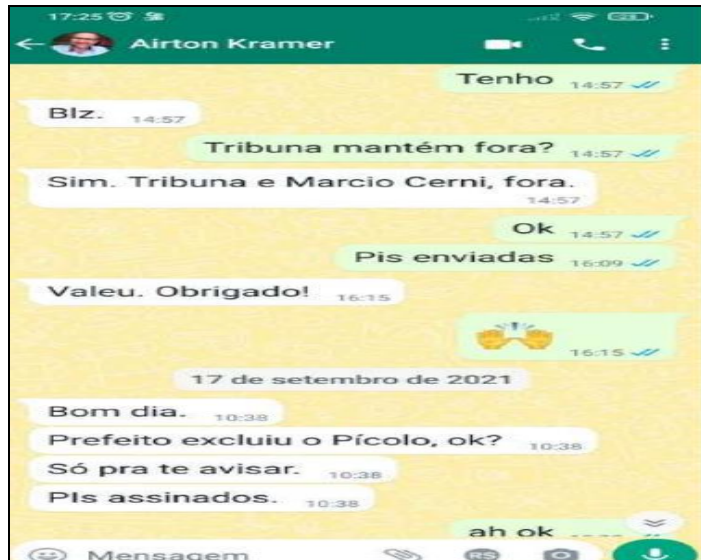 17:25
Airton Kramer
Tenho 14:57
Blz. 14:57
Tribuna mantém fora? 14:57
Sim. Tribuna e Marcio Cerni, fora.
14:57
Ok 14:57
Pis enviadas 16:09
Valeu. Obrigado! 16:15
16:15
17 de setembro de 2021
Bom dia. 10:38
Prefeito excluiu o Pícolo, ok? 10:38
Só pra te avisar. 10:38
PIs assinados. 10:38
ah ok
Mensagem